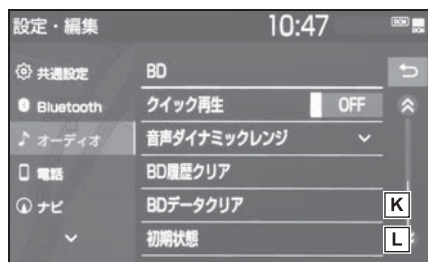 設定・編集
10:47
DCM
共通設定
BD
Bluetooth
クイック再生
OFF
オーディオ
音声ダイナミックレンジ
電話
BD履歴クリア
ナビ
BDデータクリア
K
初期状態
L